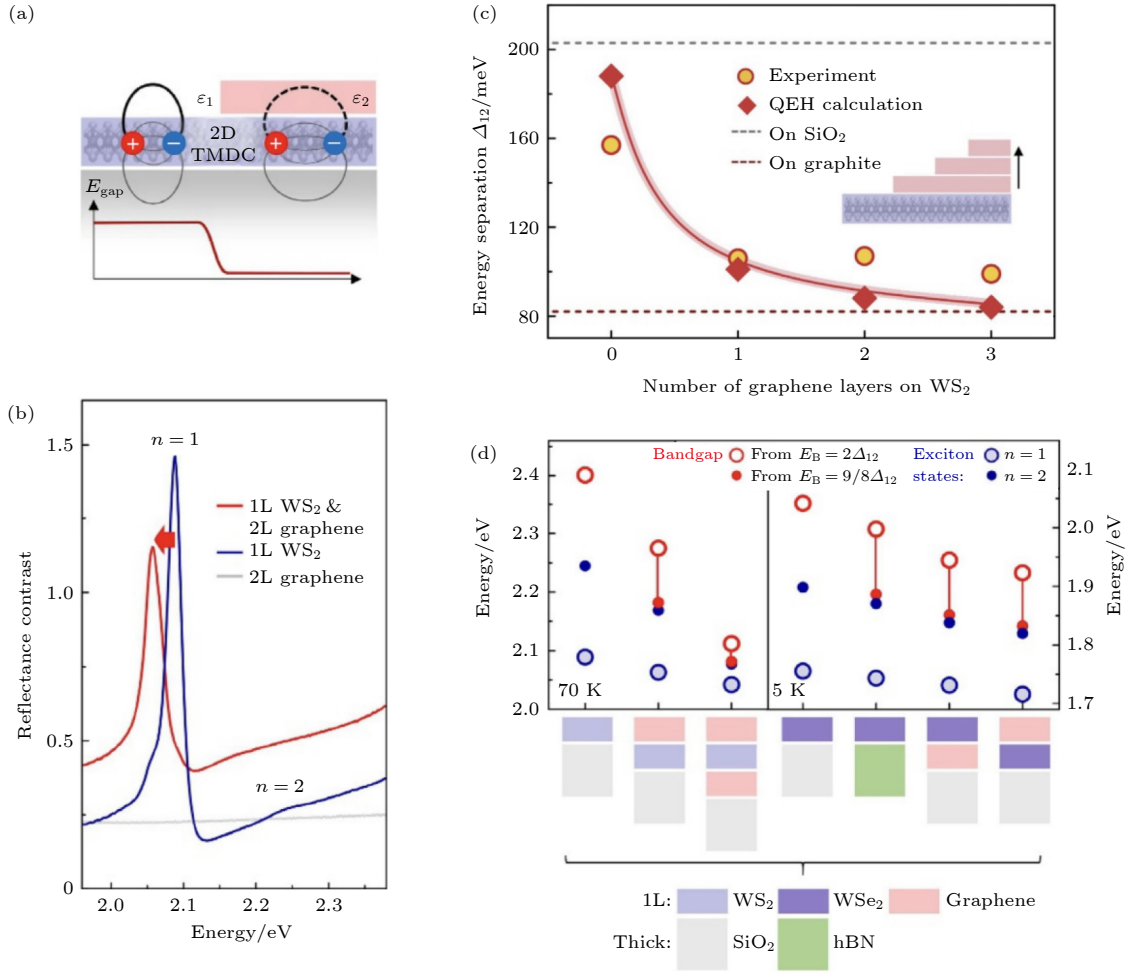 (a)
ε₁
ε₂
+
−
+
−
2D
TMDC
E_gap
(b)
Reflectance contrast
1.5
1.0
0.5
0
n = 1
1L WS₂ &
2L graphene
1L WS₂
2L graphene
n = 2
2.0
2.1
2.2
2.3
Energy/eV
(c)
Energy separation Δ₁₂/meV
200
160
120
80
Experiment
QEH calculation
On SiO₂
On graphite
0
1
2
3
Number of graphene layers on WS₂
(d)
Energy/eV
2.4
2.3
2.2
2.1
2.0
Bandgap
From E_B = 2Δ₁₂
From E_B = 9/8Δ₁₂
Exciton
states:
n = 1
n = 2
70 K
5 K
2.1
2.0
1.9
1.8
1.7
Energy/eV
1L:
WS₂
WSe₂
Graphene
Thick:
SiO₂
hBN